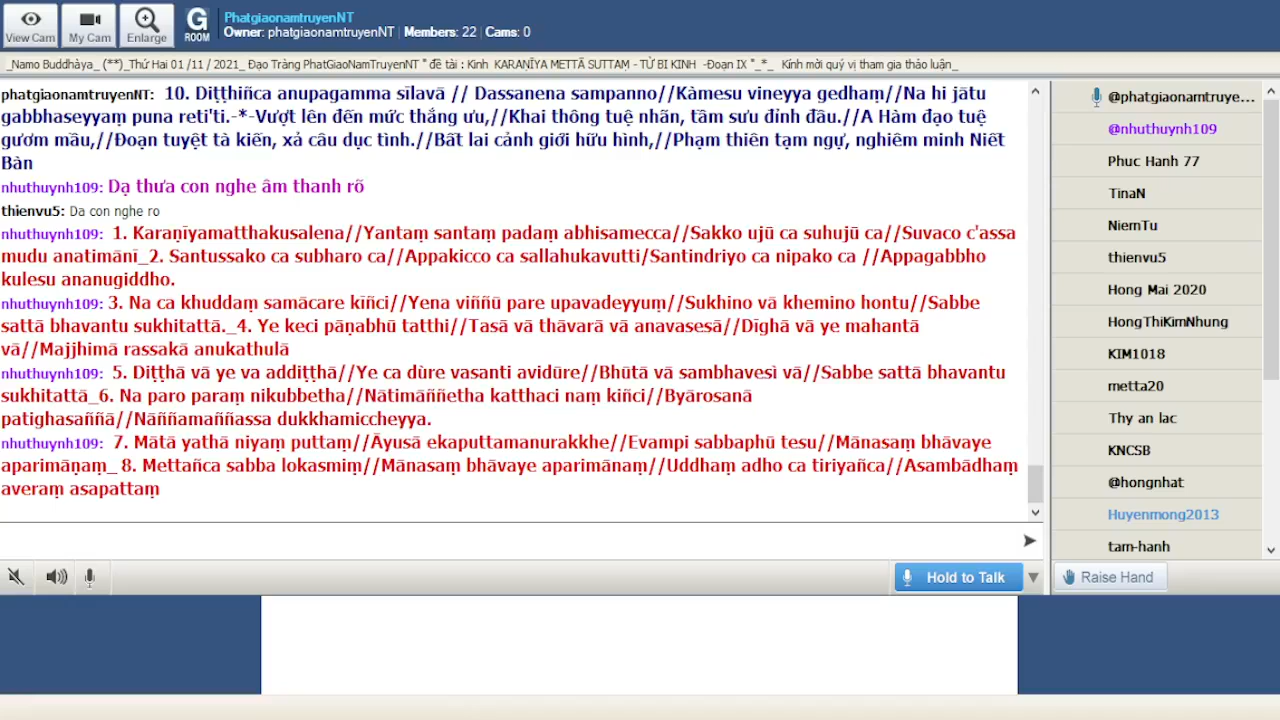 View Cam
My Cam
Enlarge
G
ROOM
PhatgiaonamtruyenNT
Owner: phatgiaonamtruyenNT | Members: 22 | Cams: 0
_Namo Buddhàya_ (**)_Thứ Hai 01 /11 / 2021_ Đạo Tràng PhatGiaoNamTruyenNT " đề tài : Kinh KARAṆĪYA METTĀ SUTTAṂ - TỪ BI KINH -Đoạn IX "_*_ Kính mời quý vị tham gia thảo luận_
phatgiaonamtruyenNT: 10. Diṭṭhiñca anupagamma sīlavā // Dassanena sampanno//Kàmesu vineyya gedhaṃ//Na hi jātu
gabbhaseyyaṃ puna reti'ti.-*-Vượt lên đến mức thắng ưu,//Khai thông tuệ nhãn, tầm sưu đỉnh đầu.//A Hàm đạo tuệ
gươm mầu,//Đoạn tuyệt tà kiến, xả câu dục tình.//Bất lai cảnh giới hữu hình,//Phạm thiên tạm ngự, nghiêm minh Niết
Bàn
nhuthuynh109: Dạ thưa con nghe âm thanh rõ
thienvu5: Da con nghe ro
nhuthuynh109: 1. Karaṇīyamatthakusalena//Yantaṃ santaṃ padaṃ abhisamecca//Sakko ujū ca suhujū ca//Suvaco c'assa
mudu anatimānī_2. Santussako ca subharo ca//Appakicco ca sallahukavutti/Santindriyo ca nipako ca //Appagabbho
kulesu ananugiddho.
nhuthuynh109: 3. Na ca khuddaṃ samācare kīñci//Yena viññū pare upavadeyyuṃ//Sukhino vā khemino hontu//Sabbe
sattā bhavantu sukhitattā._4. Ye keci pāṇabhū tatthi//Tasā vā thāvarā vā anavasesā//Dīghā vā ye mahantā
vā//Majjhimā rassakā anukathulā
nhuthuynh109: 5. Diṭṭhā vā ye va addiṭṭhā//Ye ca dùre vasanti avidūre//Bhūtā vā sambhavesì vā//Sabbe sattā bhavantu
sukhitattā_6. Na paro paraṃ nikubbetha//Nātimaññetha katthaci naṃ kiñci//Byārosanā
patighasaññā//Nāññamaññassa dukkhamiccheyya.
nhuthuynh109: 7. Mātā yathā niyaṃ puttaṃ//Āyusā ekaputtamanurakkhe//Evampi sabbaphū tesu//Mānasaṃ bhāvaye
aparimāṇaṃ_ 8. Mettañca sabba lokasmiṃ//Mānasaṃ bhāvaye aparimānaṃ//Uddhaṃ adho ca tiriyañca//Asambādhaṃ
averaṃ asapattaṃ
Hold to Talk
@phatgiaonamtruye...
@nhuthuynh109
Phuc Hanh 77
TinaN
NiemTu
thienvu5
Hong Mai 2020
HongThiKimNhung
KIM1018
metta20
Thy an lac
KNCSB
@hongnhat
Huyenmong2013
tam-hanh
Raise Hand